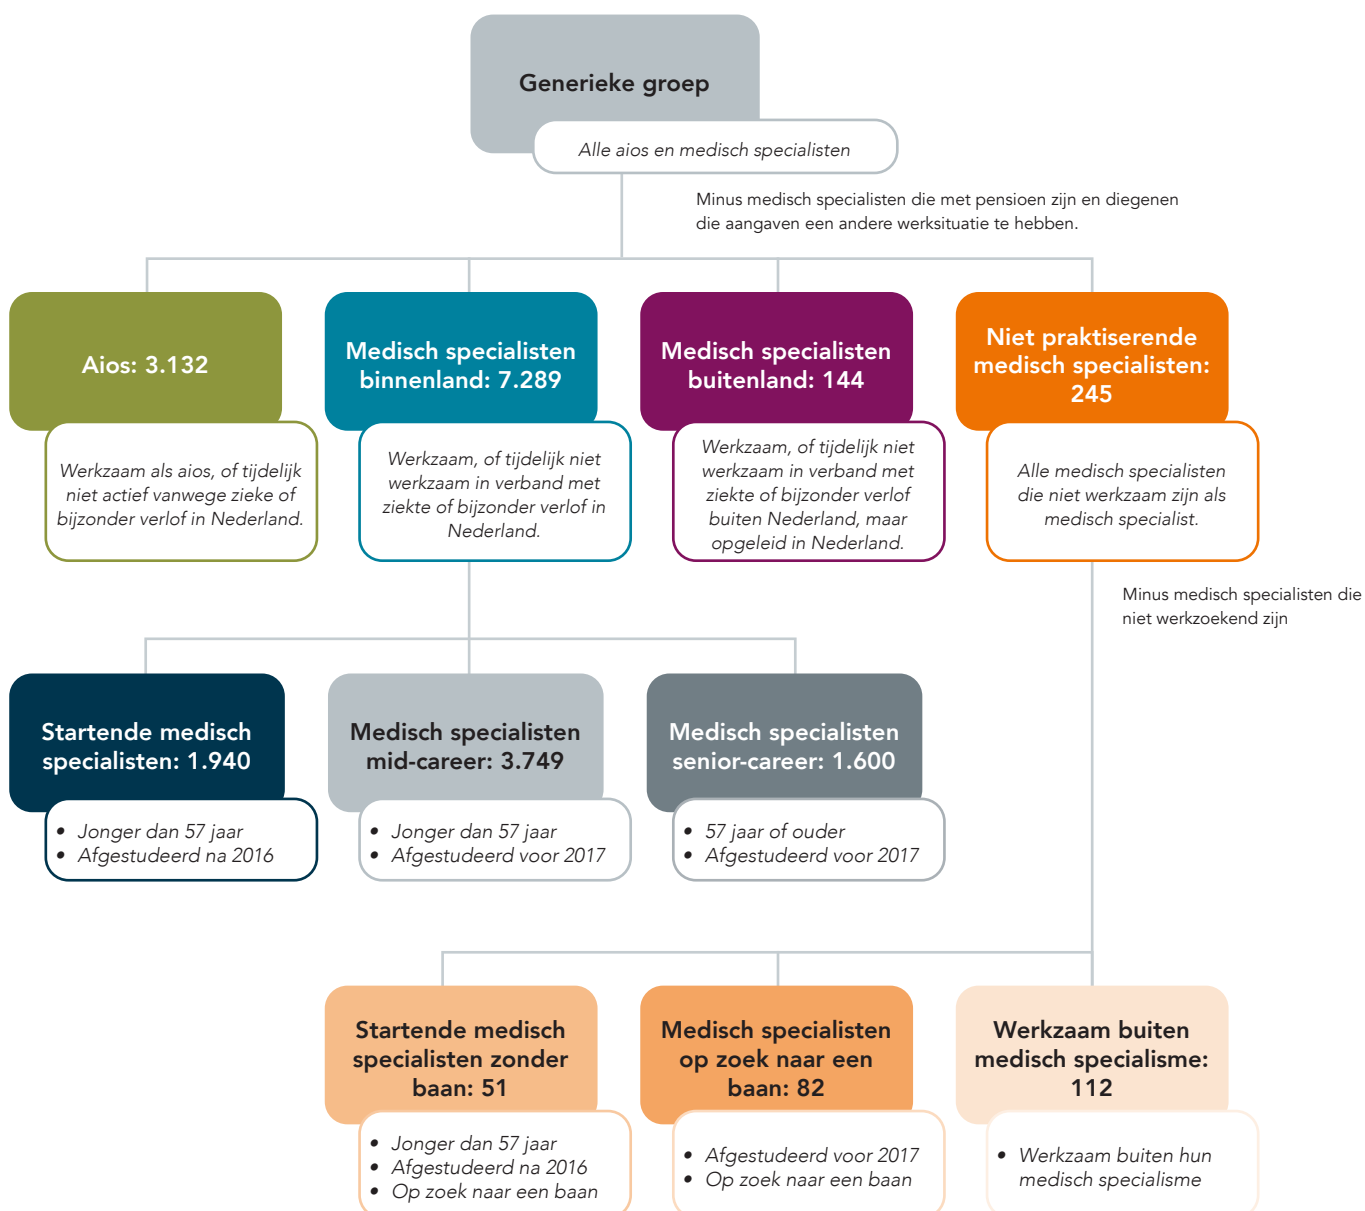 Generieke groep
Alle aios en medisch specialisten
Minus medisch specialisten die met pensioen zijn en diegenen
die aangaven een andere werksituatie te hebben.
Aios: 3.132
Werkzaam als aios, of tijdelijk
niet actief vanwege zieke of
bijzonder verlof in Nederland.
Medisch specialisten
binnenland: 7.289
Werkzaam, of tijdelijk niet
werkzaam in verband met
ziekte of bijzonder verlof in
Nederland.
Medisch specialisten
buitenland: 144
Werkzaam, of tijdelijk niet
werkzaam in verband met
ziekte of bijzonder verlof
buiten Nederland, maar
opgeleid in Nederland.
Niet praktiserende
medisch specialisten:
245
Alle medisch specialisten
die niet werkzaam zijn als
medisch specialist.
Minus medisch specialisten die
niet werkzoekend zijn
Startende medisch
specialisten: 1.940
• Jonger dan 57 jaar
• Afgestudeerd na 2016
Medisch specialisten
mid-career: 3.749
• Jonger dan 57 jaar
• Afgestudeerd voor 2017
Medisch specialisten
senior-career: 1.600
• 57 jaar of ouder
• Afgestudeerd voor 2017
Startende medisch
specialisten zonder
baan: 51
• Jonger dan 57 jaar
• Afgestudeerd na 2016
• Op zoek naar een baan
Medisch specialisten
op zoek naar een
baan: 82
• Afgestudeerd voor 2017
• Op zoek naar een baan
Werkzaam buiten
medisch specialisme:
112
• Werkzaam buiten hun
medisch specialisme